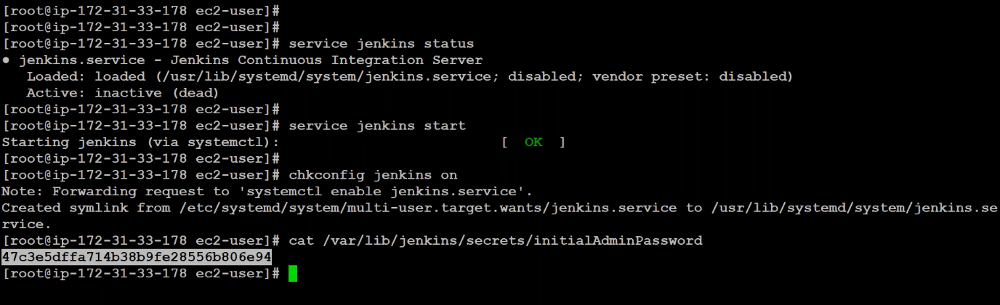 [root@ip-172-31-33-178 ec2-user]#
[root@ip-172-31-33-178 ec2-user]#
[root@ip-172-31-33-178 ec2-user]# service jenkins status
● jenkins.service - Jenkins Continuous Integration Server
   Loaded: loaded (/usr/lib/systemd/system/jenkins.service; disabled; vendor preset: disabled)
   Active: inactive (dead)
[root@ip-172-31-33-178 ec2-user]#
[root@ip-172-31-33-178 ec2-user]# service jenkins start
Starting jenkins (via systemctl):                          [  OK  ]
[root@ip-172-31-33-178 ec2-user]#
[root@ip-172-31-33-178 ec2-user]# chkconfig jenkins on
Note: Forwarding request to 'systemctl enable jenkins.service'.
Created symlink from /etc/systemd/system/multi-user.target.wants/jenkins.service to /usr/lib/systemd/system/jenkins.se
rvice.
[root@ip-172-31-33-178 ec2-user]# cat /var/lib/jenkins/secrets/initialAdminPassword
47c3e5dffa714b38b9fe28556b806e94
[root@ip-172-31-33-178 ec2-user]#